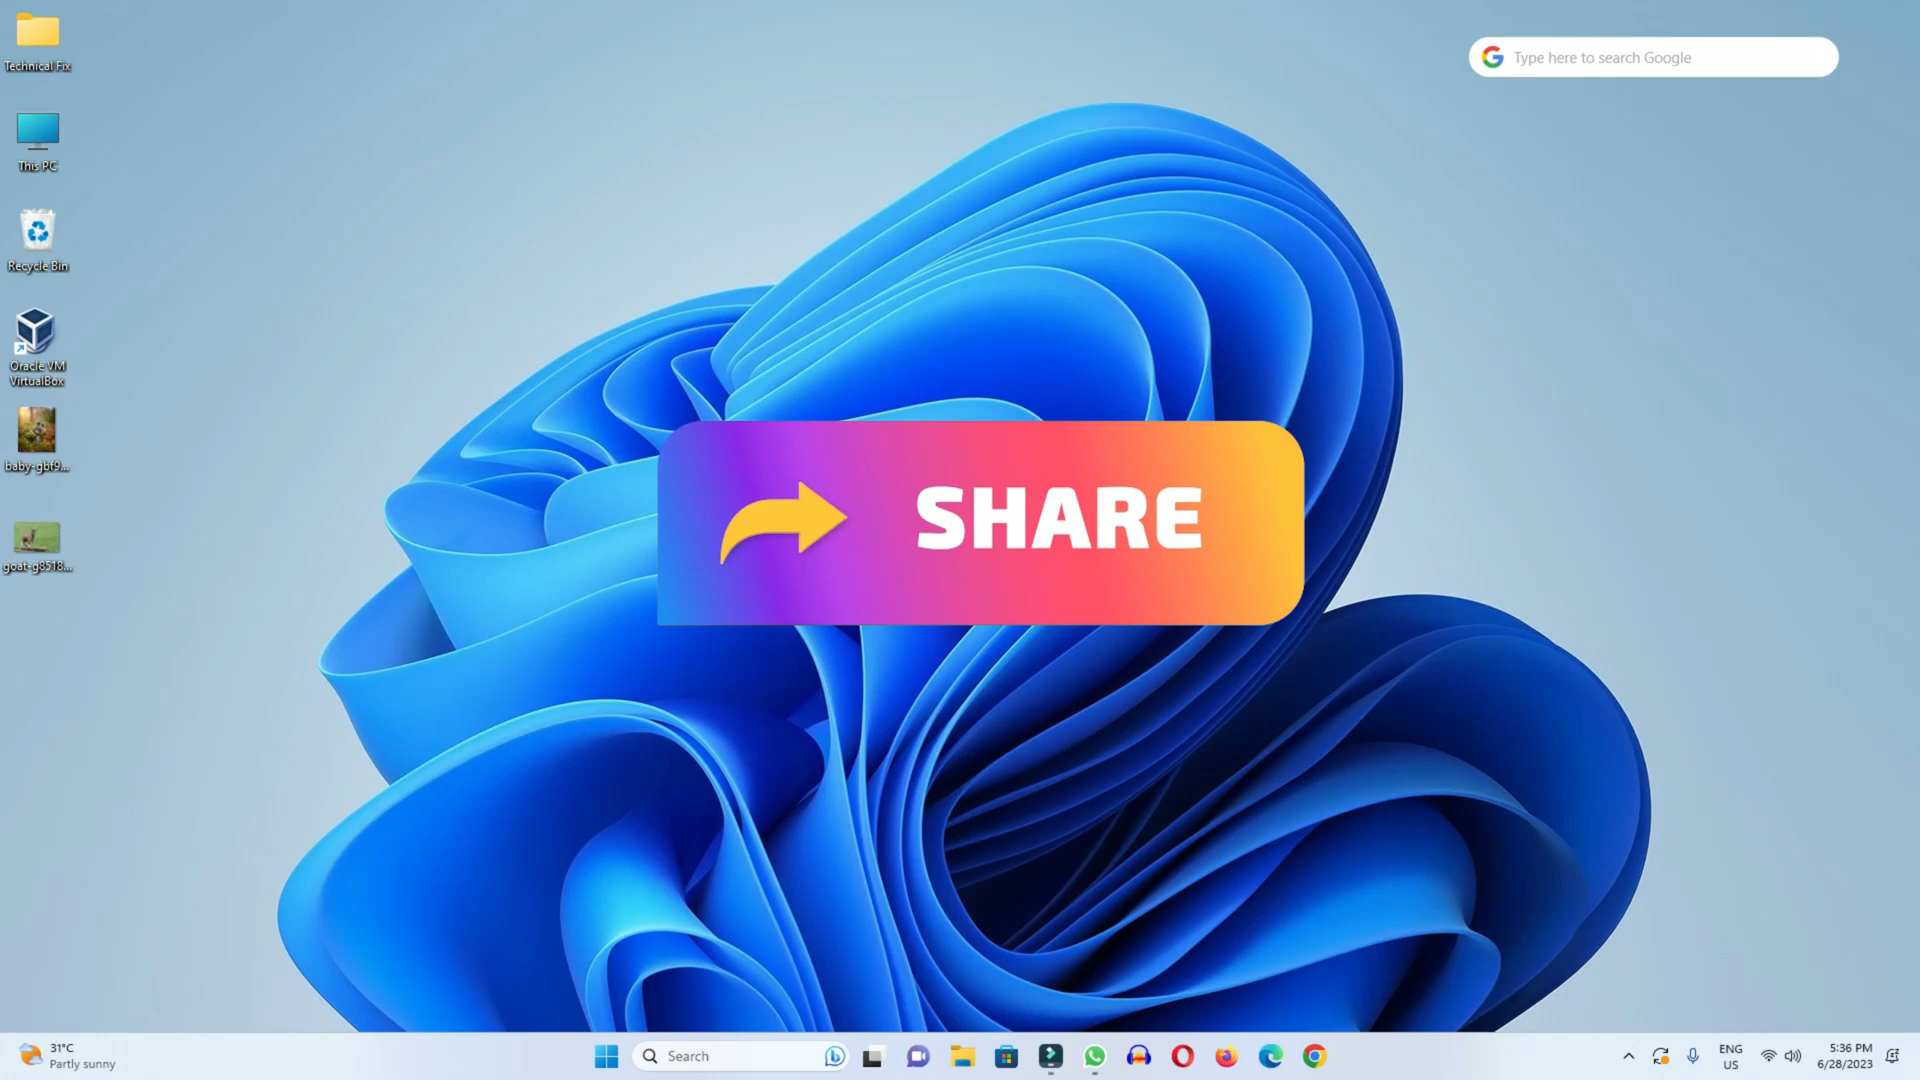 Technical Fix
This PC
Recycle Bin
Oracle VM
VirtualBox
baby-gbf9...
goat-g8518...
Type here to search Google
SHARE
31°C
Partly sunny
Search
ENG
US
5:36 PM
6/28/2023